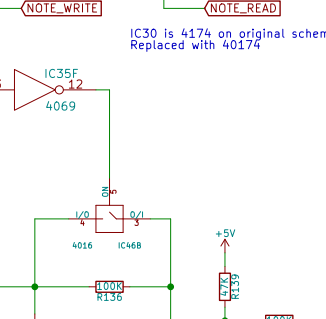 NOTE_WRITE
NOTE_READ
IC30 is 4174 on original schem
Replaced with 40174
IC35F
12
4069
ON
5
I/O
O/I
4
3
4016
IC46B
+5V
100K
R136
47K
R139
100K